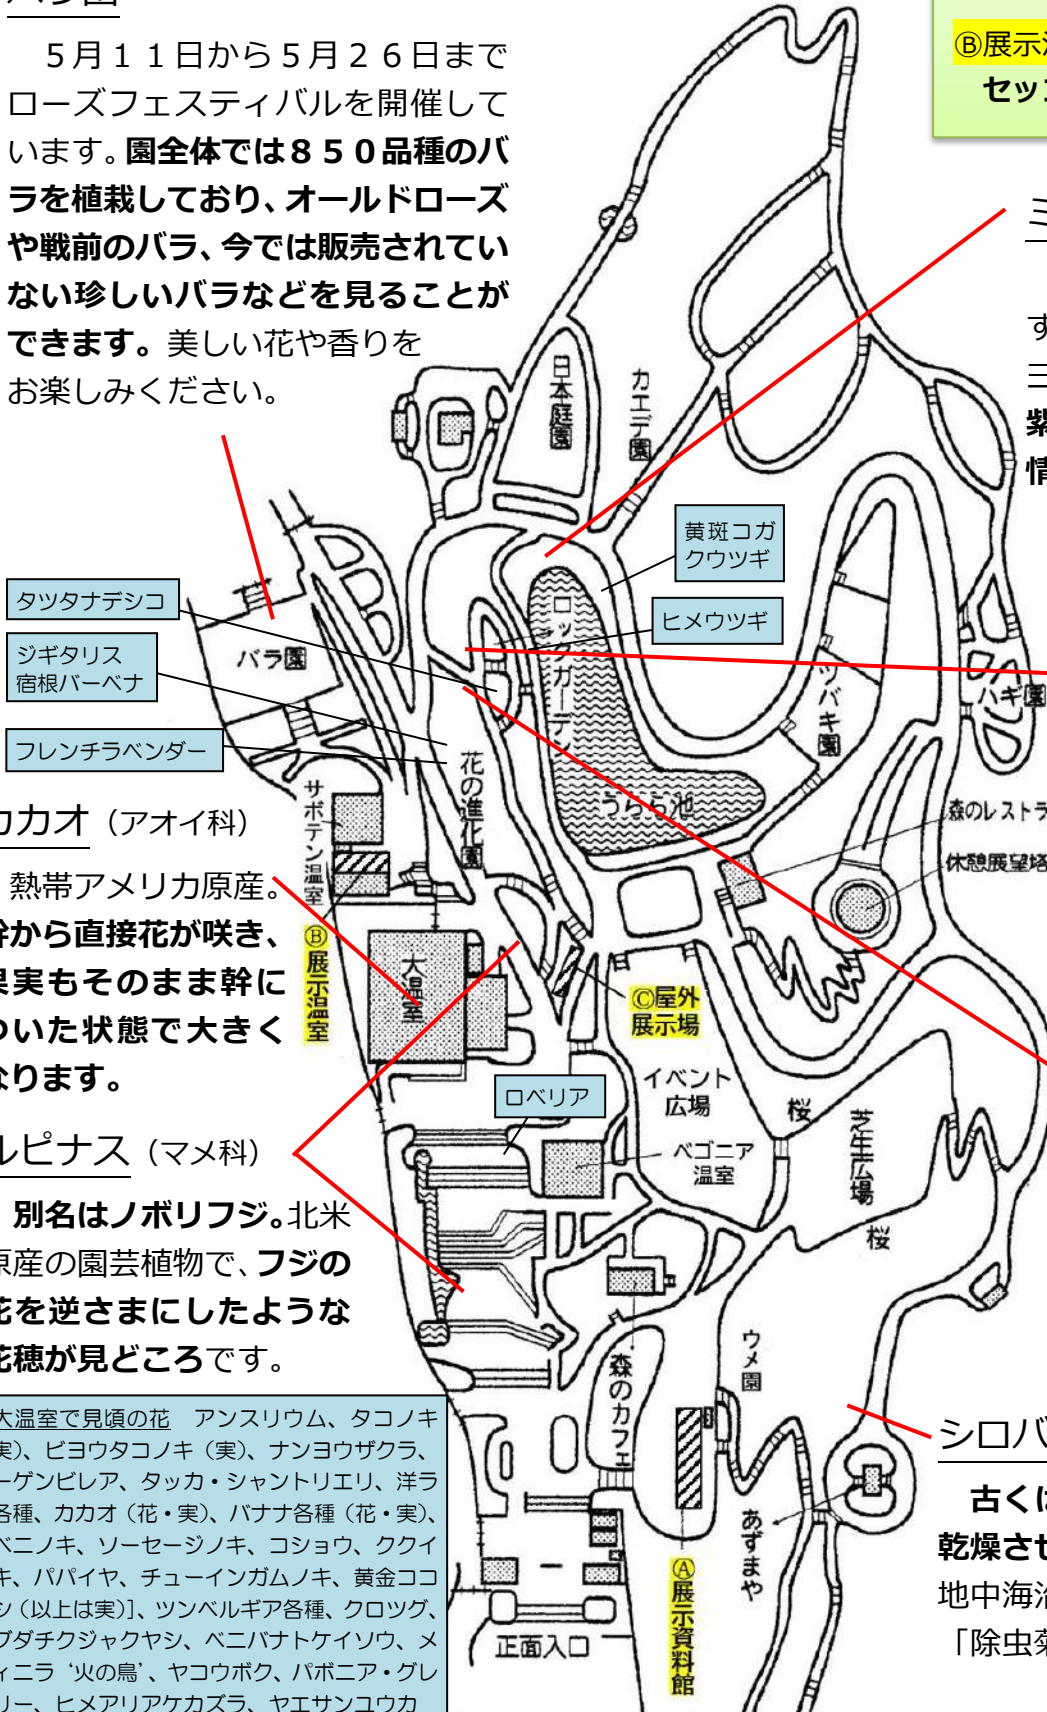 バラ園
５月１１日から５月２６日まで
ローズフェスティバルを開催して
います。園全体では８５０品種のバ
ラを植栽しており、オールドローズ
や戦前のバラ、今では販売されてい
ない珍しいバラなどを見ることが
できます。美しい花や香りを
お楽しみください。
Ⓑ展示
セッ
ミ
す
三
紫
情
日本庭園
カエデ園
黄斑コガ
クウツギ
ヒメウツギ
タツタナデシコ
ジギタリス
宿根バーベナ
フレンチラベンダー
バラ園
ロックガーデン
ツバキ園
ハギ園
花の進化園
うらら池
サボテン温室
森のレストラ
休憩展望塔
カカオ（アオイ科）
熱帯アメリカ原産。
幹から直接花が咲き、
果実もそのまま幹に
ついた状態で大きく
なります。
Ⓑ展示温室
大温室
Ⓒ屋外
展示場
イベント
広場
桜
芝生広場
ロベリア
ベゴニア
温室
桜
ルピナス（マメ科）
別名はノボリフジ。北米
原産の園芸植物で、フジの
花を逆さまにしたような
花穂が見どころです。
ウメ園
森のカフェ
あずまや
Ⓐ展示資料館
正面入口
シロバ
古くは
乾燥させ
地中海沿
「除虫菊
大温室で見頃の花　アンスリウム、タコノキ
実）、ビヨウタコノキ（実）、ナンヨウザクラ、
ーゲンビレア、タッカ・シャントリエリ、洋ラ
各種、カカオ（花・実）、バナナ各種（花・実）、
ベニノキ、ソーセージノキ、コショウ、ククイ
キ、パパイヤ、チューインガムノキ、黄金ココ
シ（以上は実）]、ツンベルギア各種、クロツグ、
ブダチクジャクヤシ、ベニバナトケイソウ、メ
ィニラ‘火の鳥’、ヤコウボク、パボニア・グレ
リー、ヒメアリアケカズラ、ヤエサンユウカ